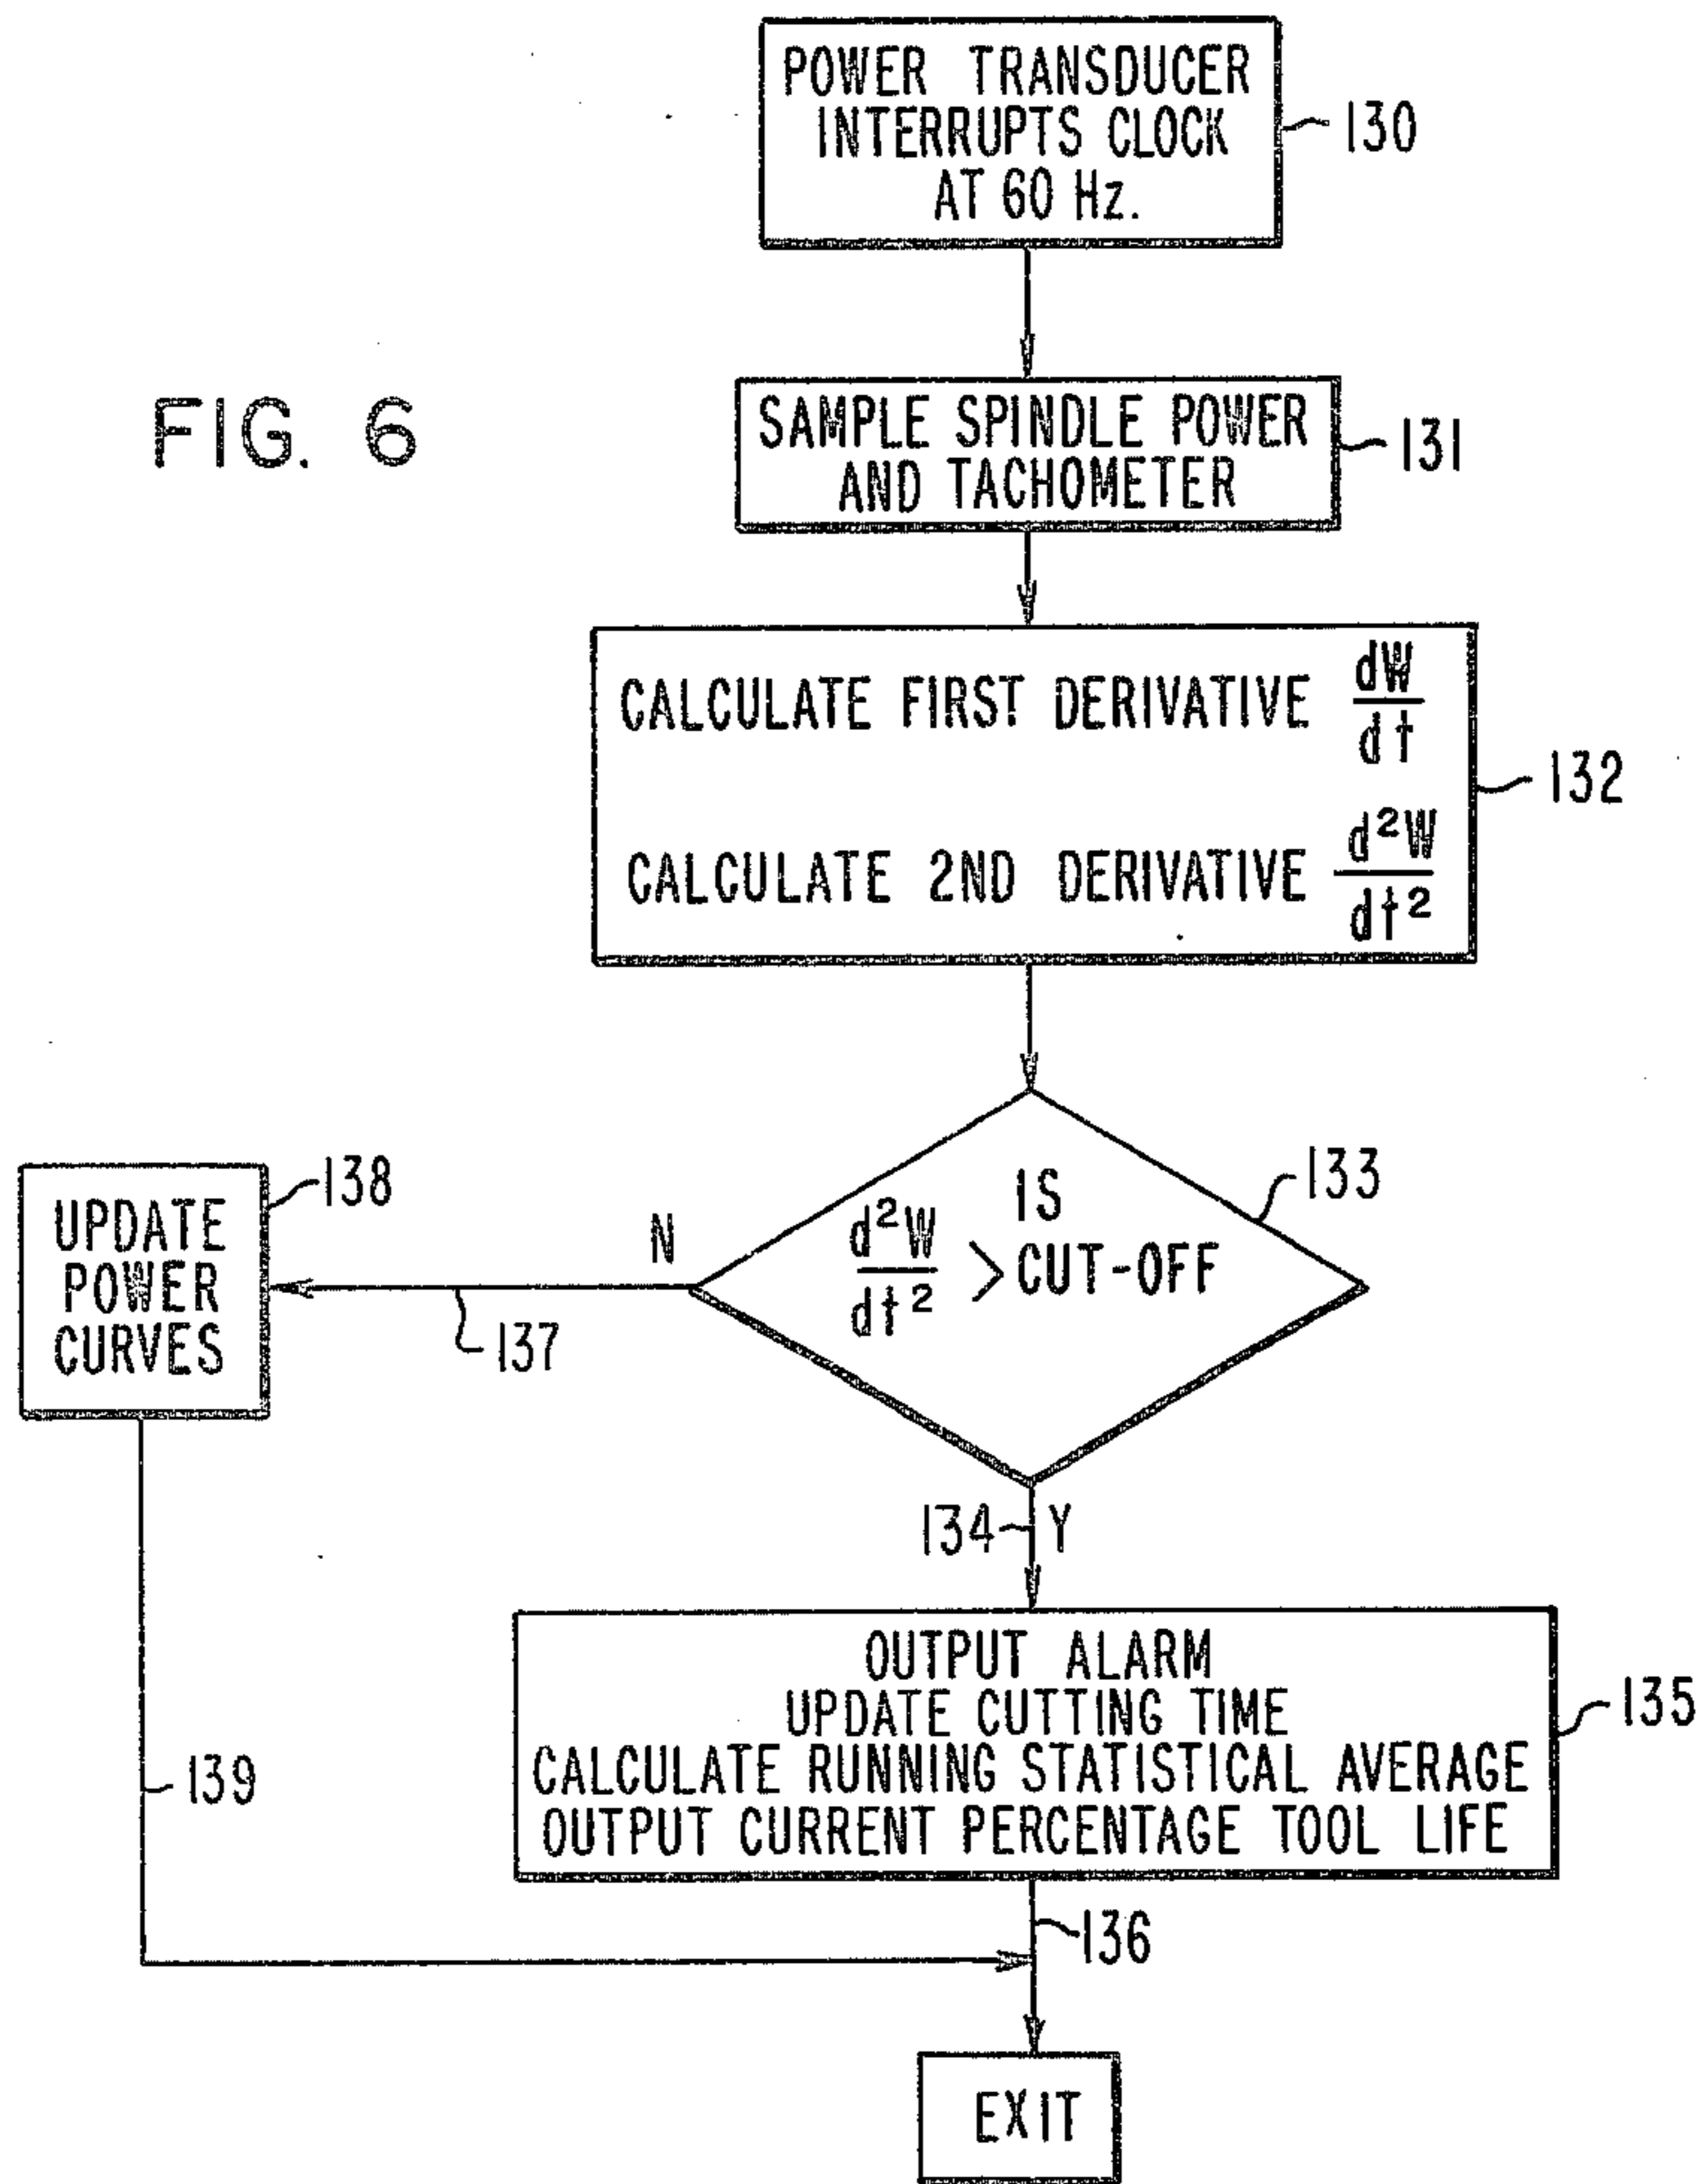 POWER TRANSDUCER
INTERRUPTS CLOCK
AT 60 Hz.
130
FIG. 6
SAMPLE SPINDLE POWER
AND TACHOMETER
131
CALCULATE FIRST DERIVATIVE dW/dt
CALCULATE 2ND DERIVATIVE d²W/dt²
132
IS
d²W/dt² > CUT-OFF
133
N
137
UPDATE
POWER
CURVES
138
134
Y
OUTPUT ALARM
UPDATE CUTTING TIME
CALCULATE RUNNING STATISTICAL AVERAGE
OUTPUT CURRENT PERCENTAGE TOOL LIFE
135
139
136
EXIT